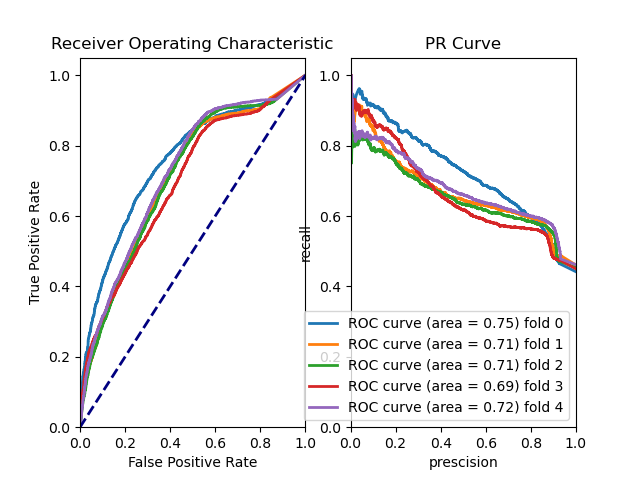 Receiver Operating Characteristic
PR Curve
1.0
0.8
0.6
0.4
0.2
0.0
True Positive Rate
0.0 0.2 0.4 0.6 0.8 1.0
False Positive Rate
1.0
0.8
0.6
0.4
0.2
0.0
recall
0.0 0.2 0.4 0.6 0.8 1.0
prescision
ROC curve (area = 0.75) fold 0
ROC curve (area = 0.71) fold 1
ROC curve (area = 0.71) fold 2
ROC curve (area = 0.69) fold 3
ROC curve (area = 0.72) fold 4